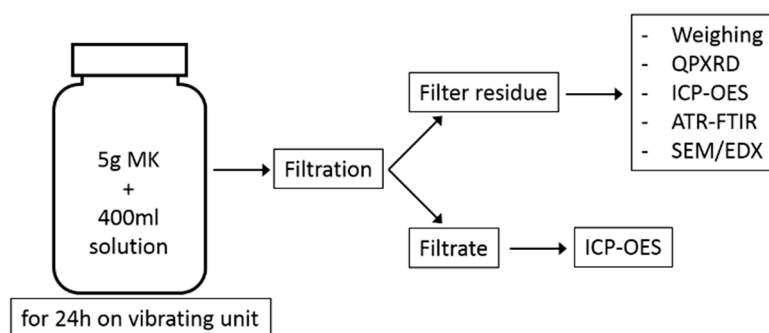 5g MK
+
400ml
solution
for 24h on vibrating unit
Filtration
Filter residue
- Weighing
- QPXRD
- ICP-OES
- ATR-FTIR
- SEM/EDX
Filtrate
ICP-OES